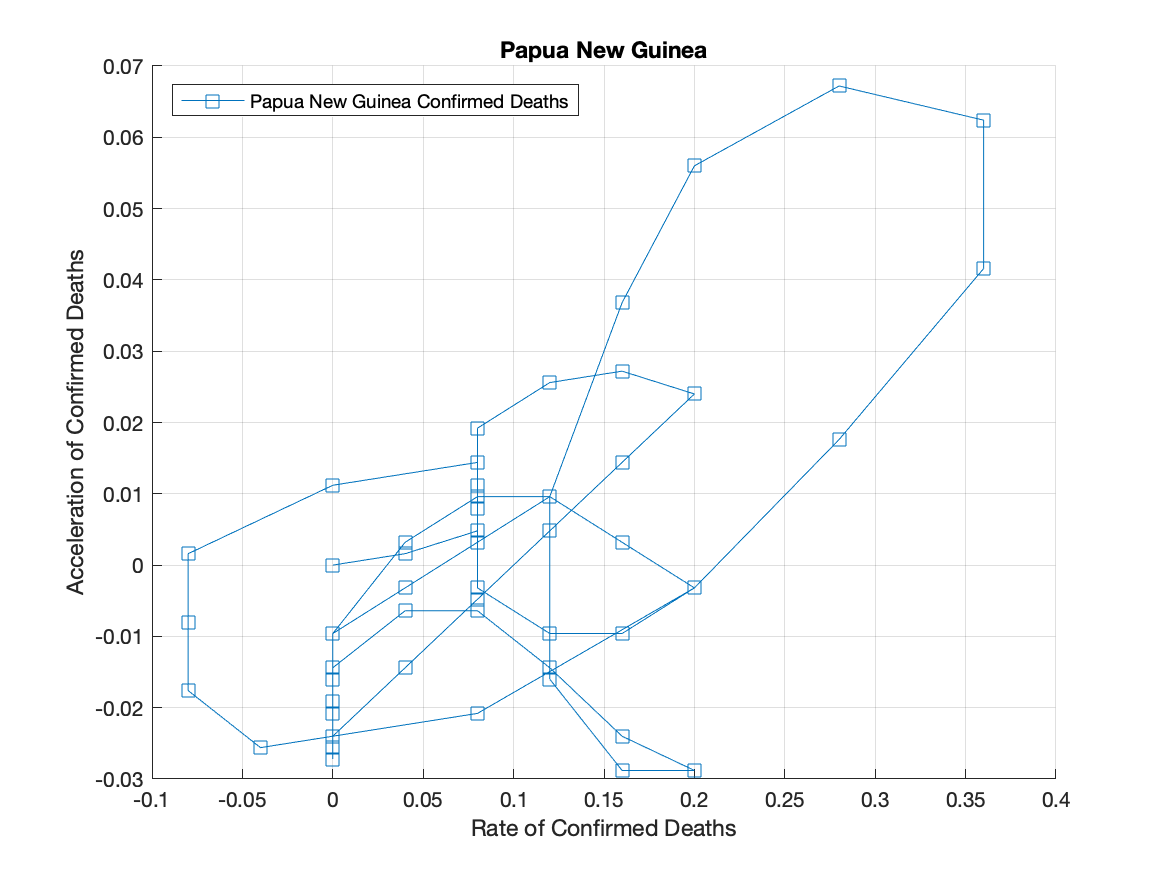 Papua New Guinea
0.07
Papua New Guinea Confirmed Deaths
0.06
0.05
0.04
0.03
0.02
0.01
0
-0.01
-0.02
-0.03
Acceleration of Confirmed Deaths
-0.1 -0.05 0 0.05 0.1 0.15 0.2 0.25 0.3 0.35 0.4
Rate of Confirmed Deaths